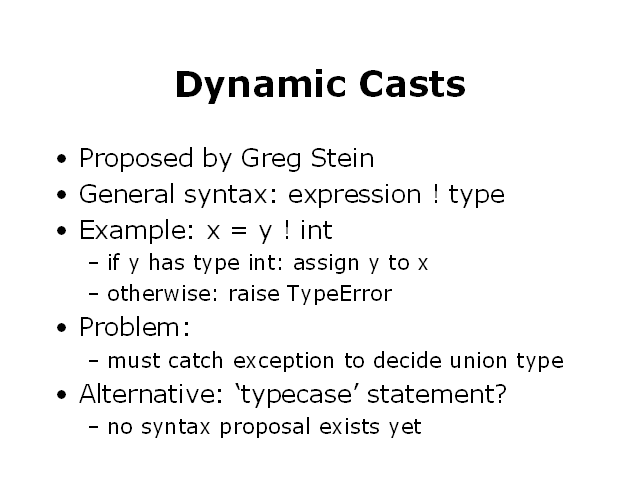 Dynamic Casts
• Proposed by Greg Stein
• General syntax: expression ! type
• Example: x = y ! int
– if y has type int: assign y to x
– otherwise: raise TypeError
• Problem:
– must catch exception to decide union type
• Alternative: ‘typecase’ statement?
– no syntax proposal exists yet